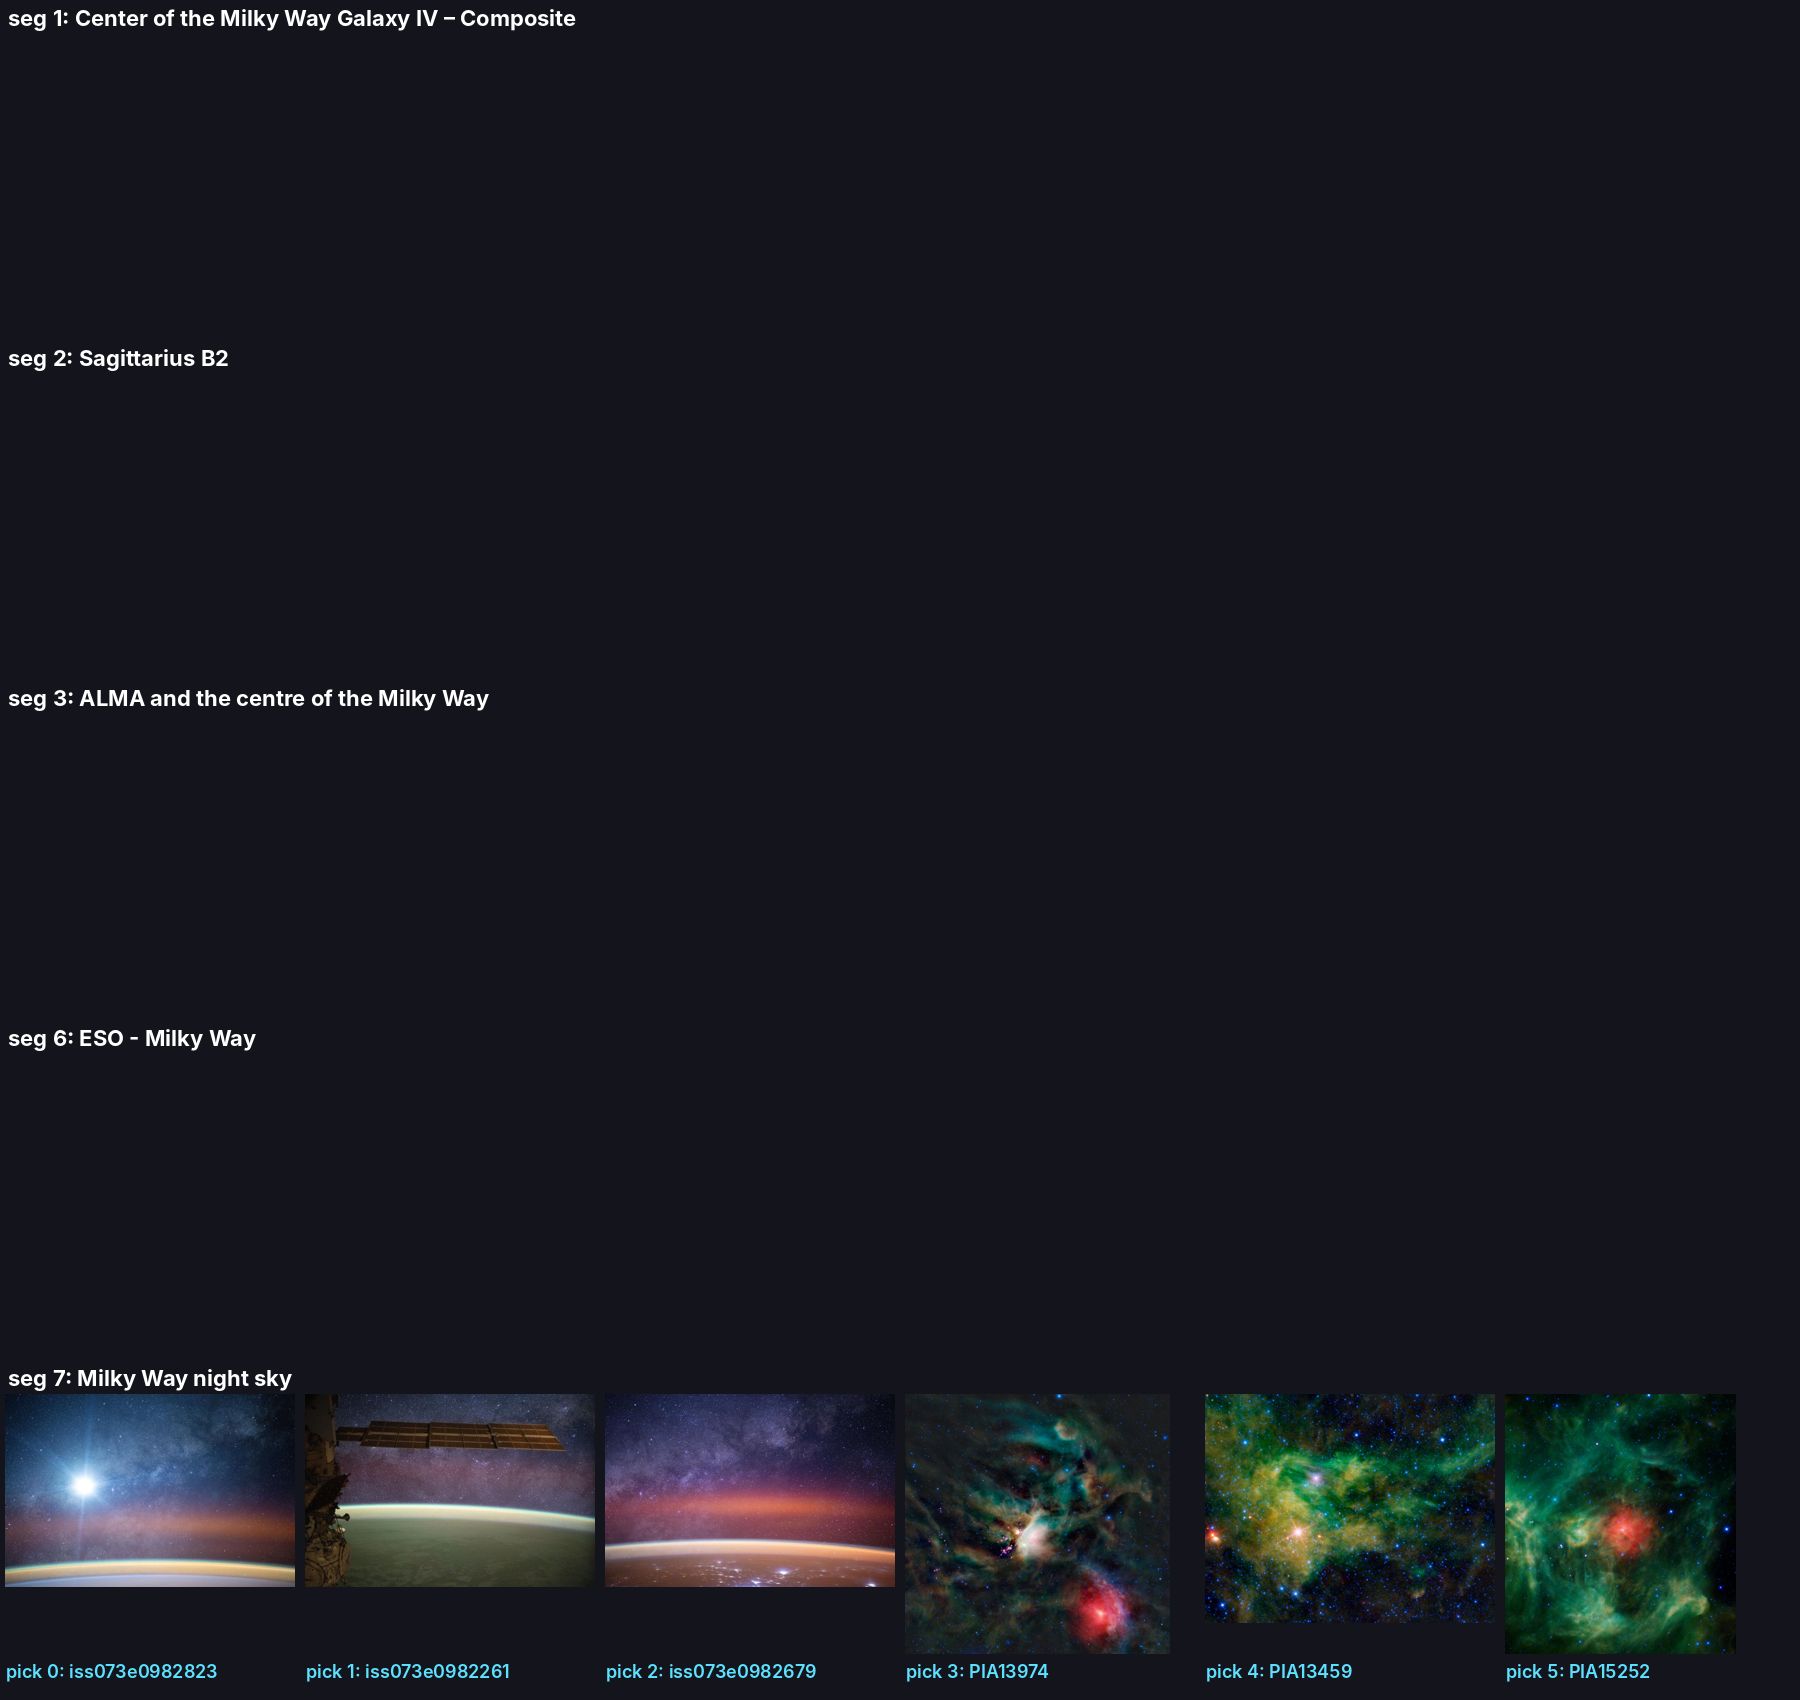 seg 1: Center of the Milky Way Galaxy IV – Composite
seg 2: Sagittarius B2
seg 3: ALMA and the centre of the Milky Way
seg 6: ESO - Milky Way
seg 7: Milky Way night sky
pick 0: iss073e0982823
pick 1: iss073e0982261
pick 2: iss073e0982679
pick 3: PIA13974
pick 4: PIA13459
pick 5: PIA15252